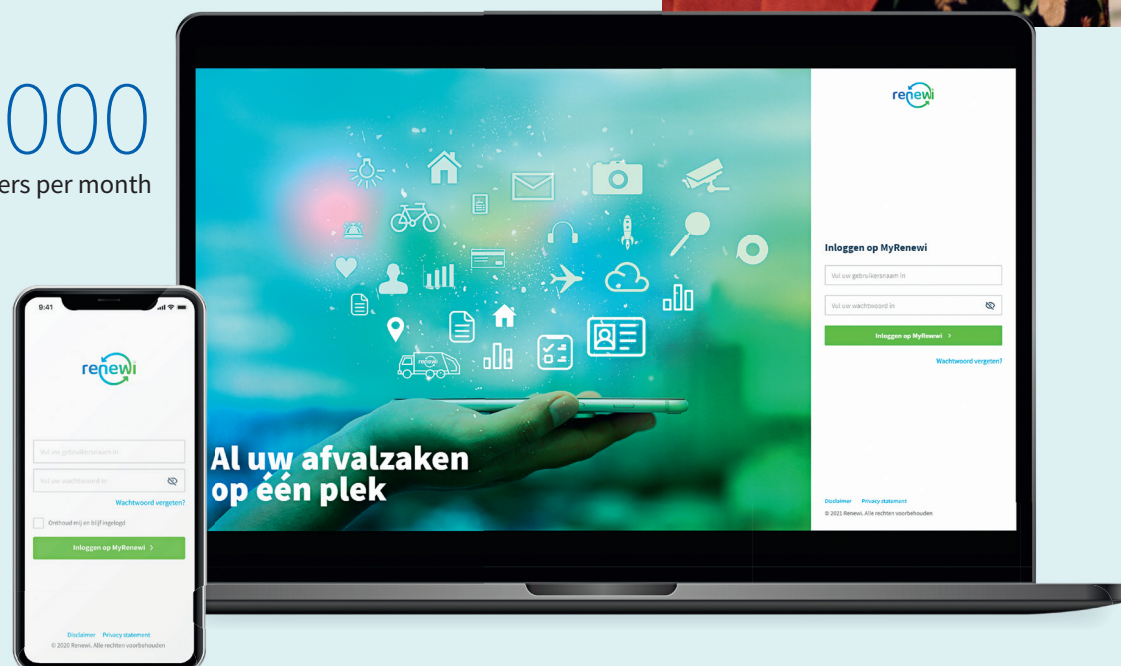 000
ers per month
renewi
Inloggen op MyRenewi
Vul uw gebruikersnaam in
Vul uw wachtwoord in
Inloggen op MyRenewi >
Wachtwoord vergeten?
Al uw afvalzaken
op één plek
renewi
Disclaimer Privacy statement
© 2021 Renewi. Alle rechten voorbehouden
9:41
renewi
Vul uw gebruikersnaam in
Vul uw wachtwoord in
Wachtwoord vergeten?
Onthoud mij en blijf ingelogd
Inloggen op MyRenewi >
Disclaimer Privacy statement
© 2020 Renewi. Alle rechten voorbehouden